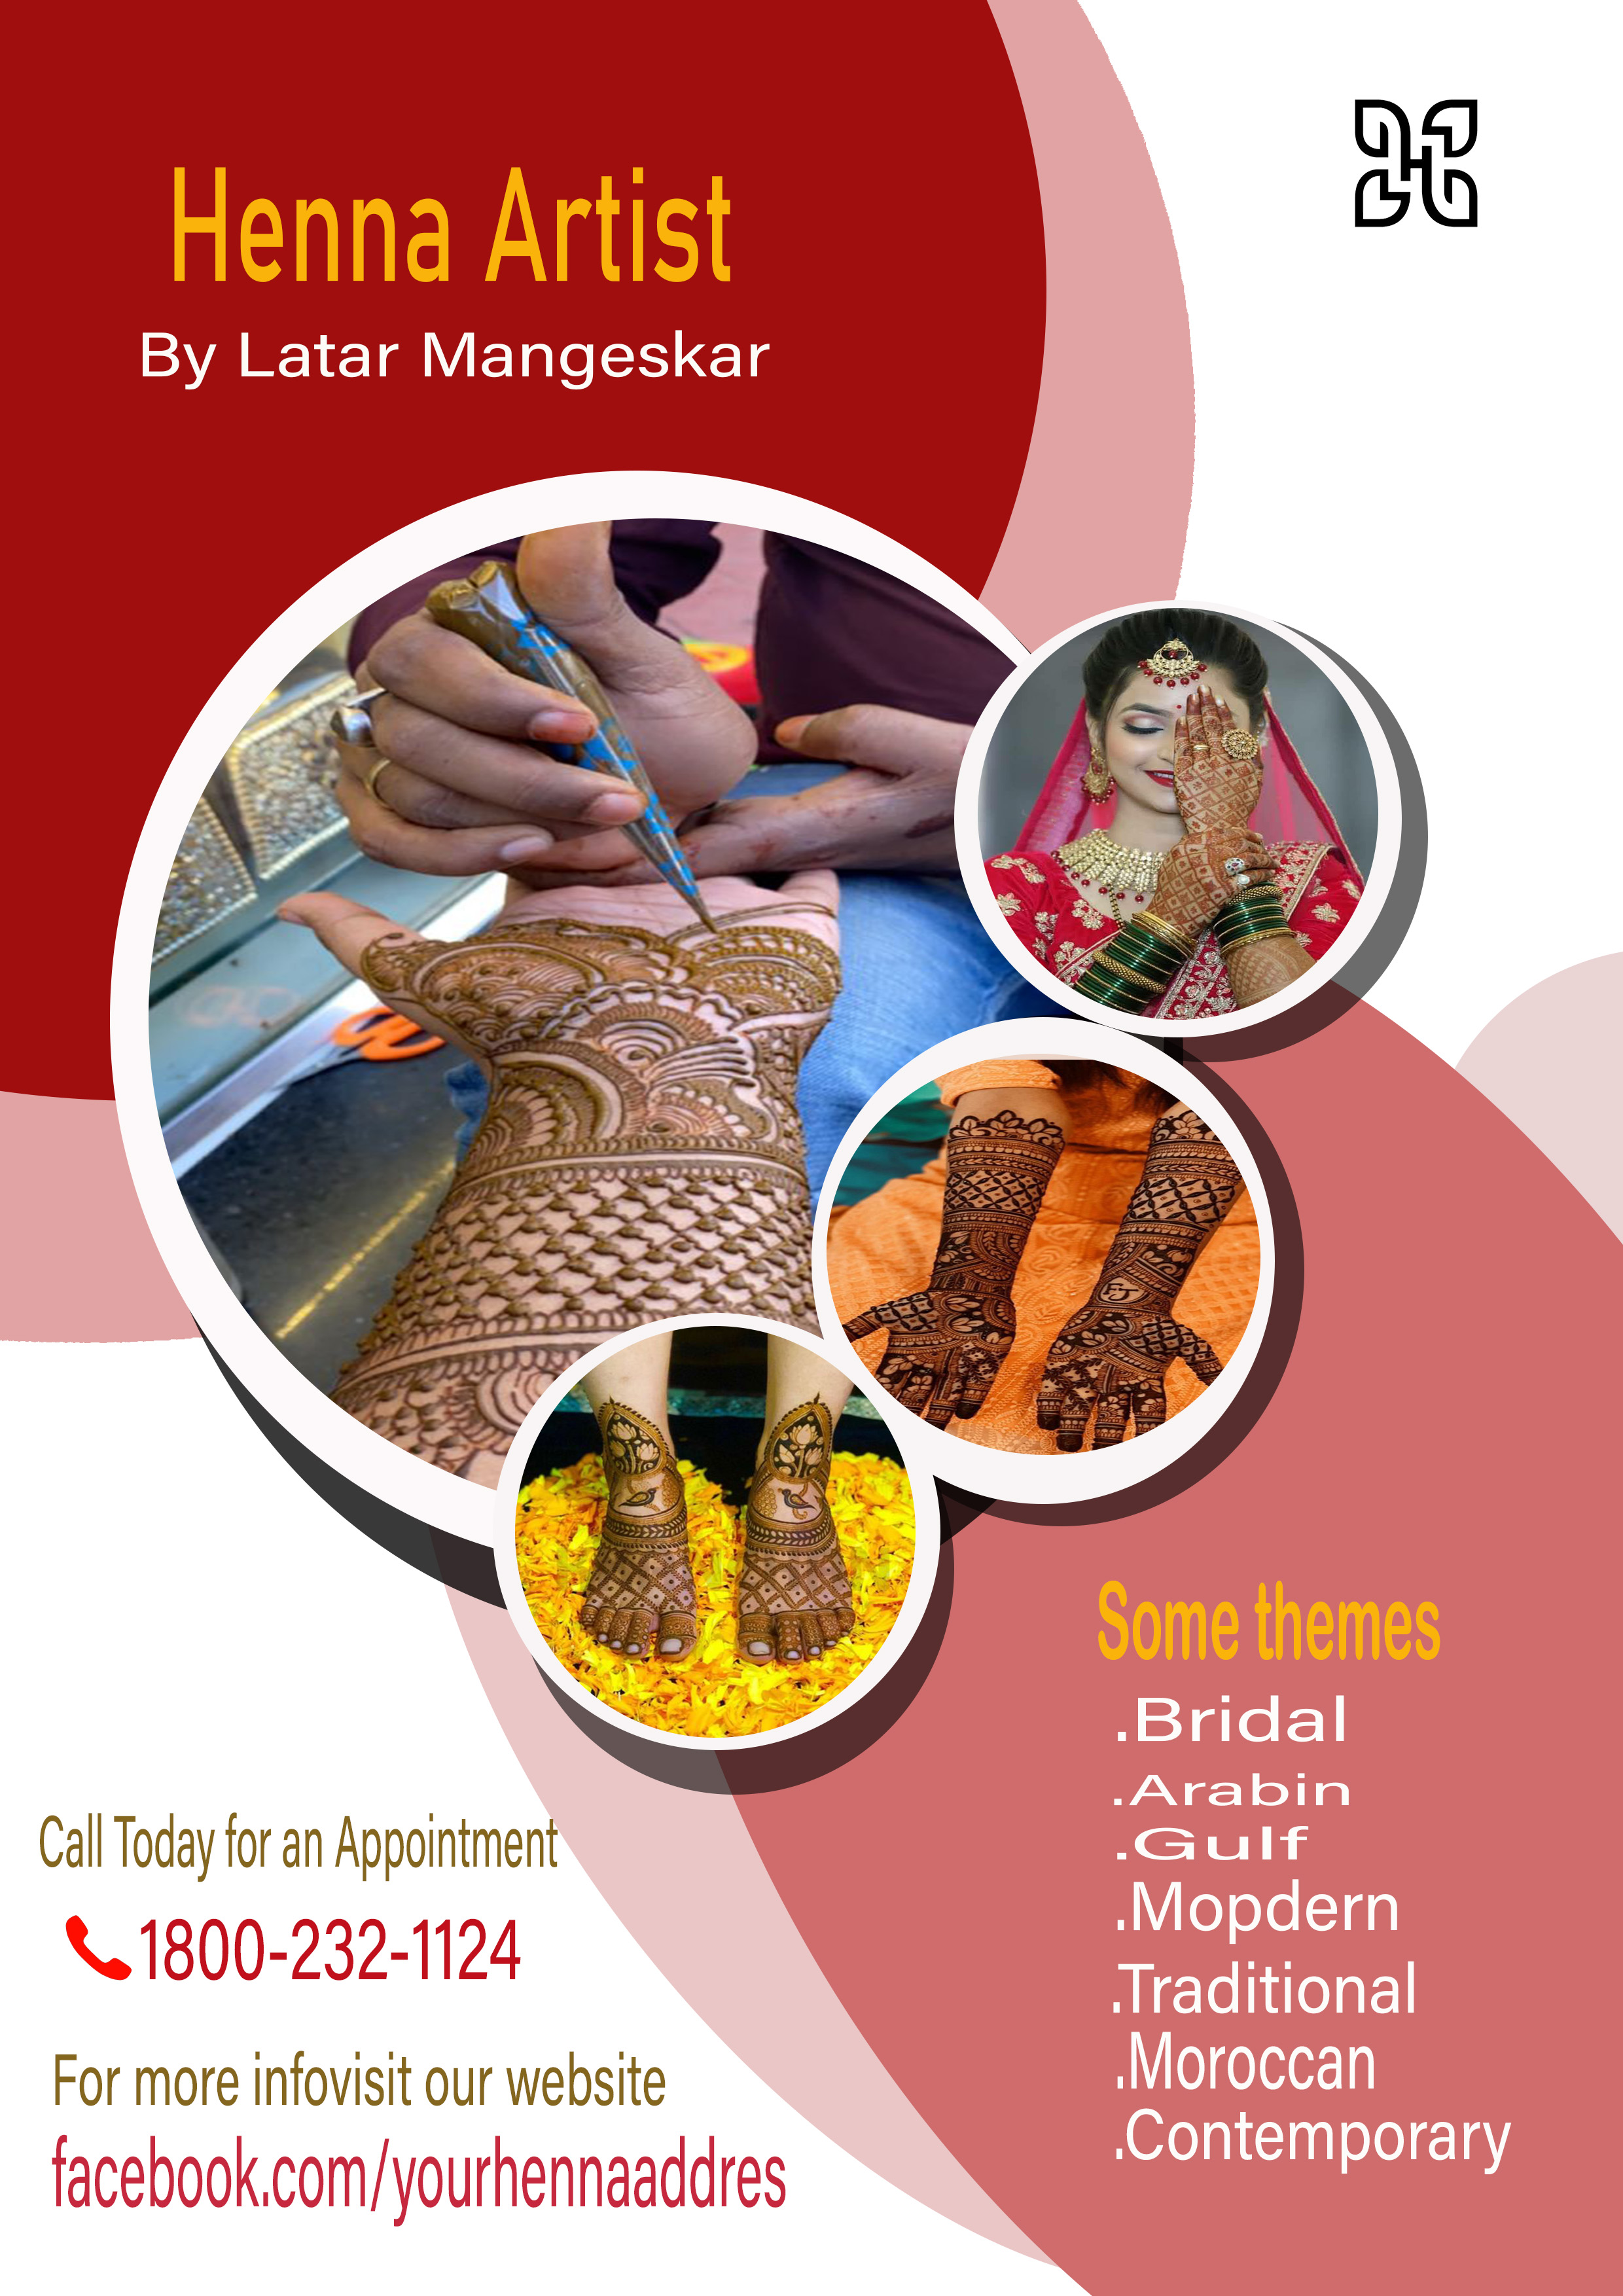 Henna Artist
By Latar Mangeskar
Some themes
.Bridal
.Arabin
.Gulf
.Mopdern
.Traditional
.Moroccan
.Contemporary
Call Today for an Appointment
1800-232-1124
For more infovisit our website
facebook.com/yourhennaaddres